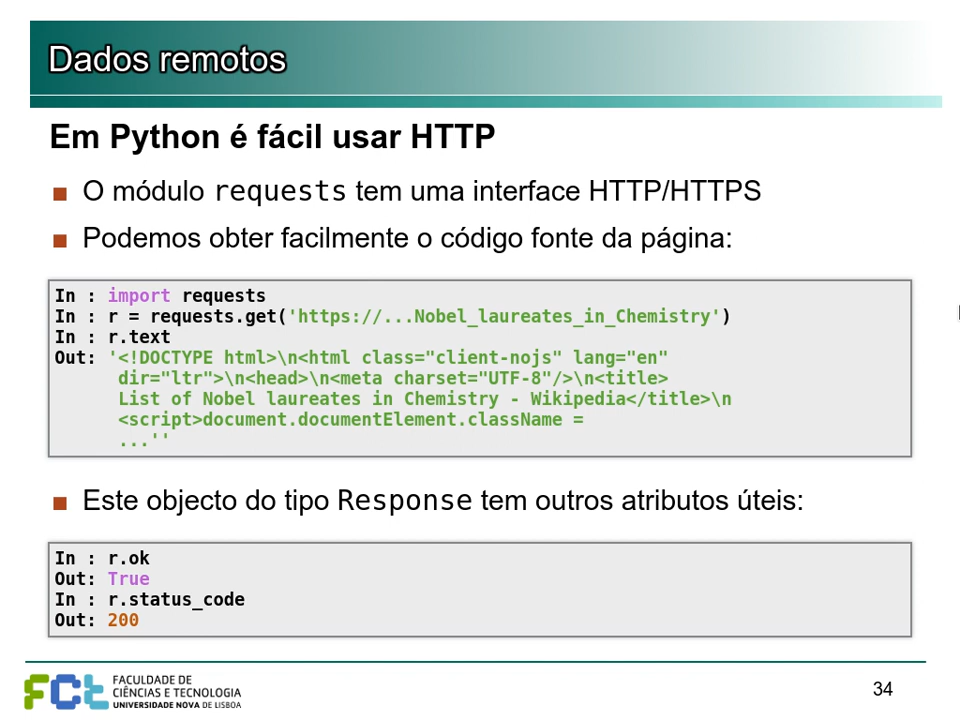 Dados remotos
Em Python é fácil usar HTTP
O módulo requests tem uma interface HTTP/HTTPS
Podemos obter facilmente o código fonte da página:
In : import requests
In : r = requests.get('https://...Nobel_laureates_in_Chemistry')
In : r.text
Out: '<!DOCTYPE html>\n<html class="client-nojs" lang="en"
dir="ltr">\n<head>\n<meta charset="UTF-8"/>\n<title>
List of Nobel laureates in Chemistry - Wikipedia</title>\n
<script>document.documentElement.className =
...''
Este objecto do tipo Response tem outros atributos úteis:
In : r.ok
Out: True
In : r.status_code
Out: 200
FCt
FACULDADE DE
CIÊNCIAS E TECNOLOGIA
UNIVERSIDADE NOVA DE LISBOA
34